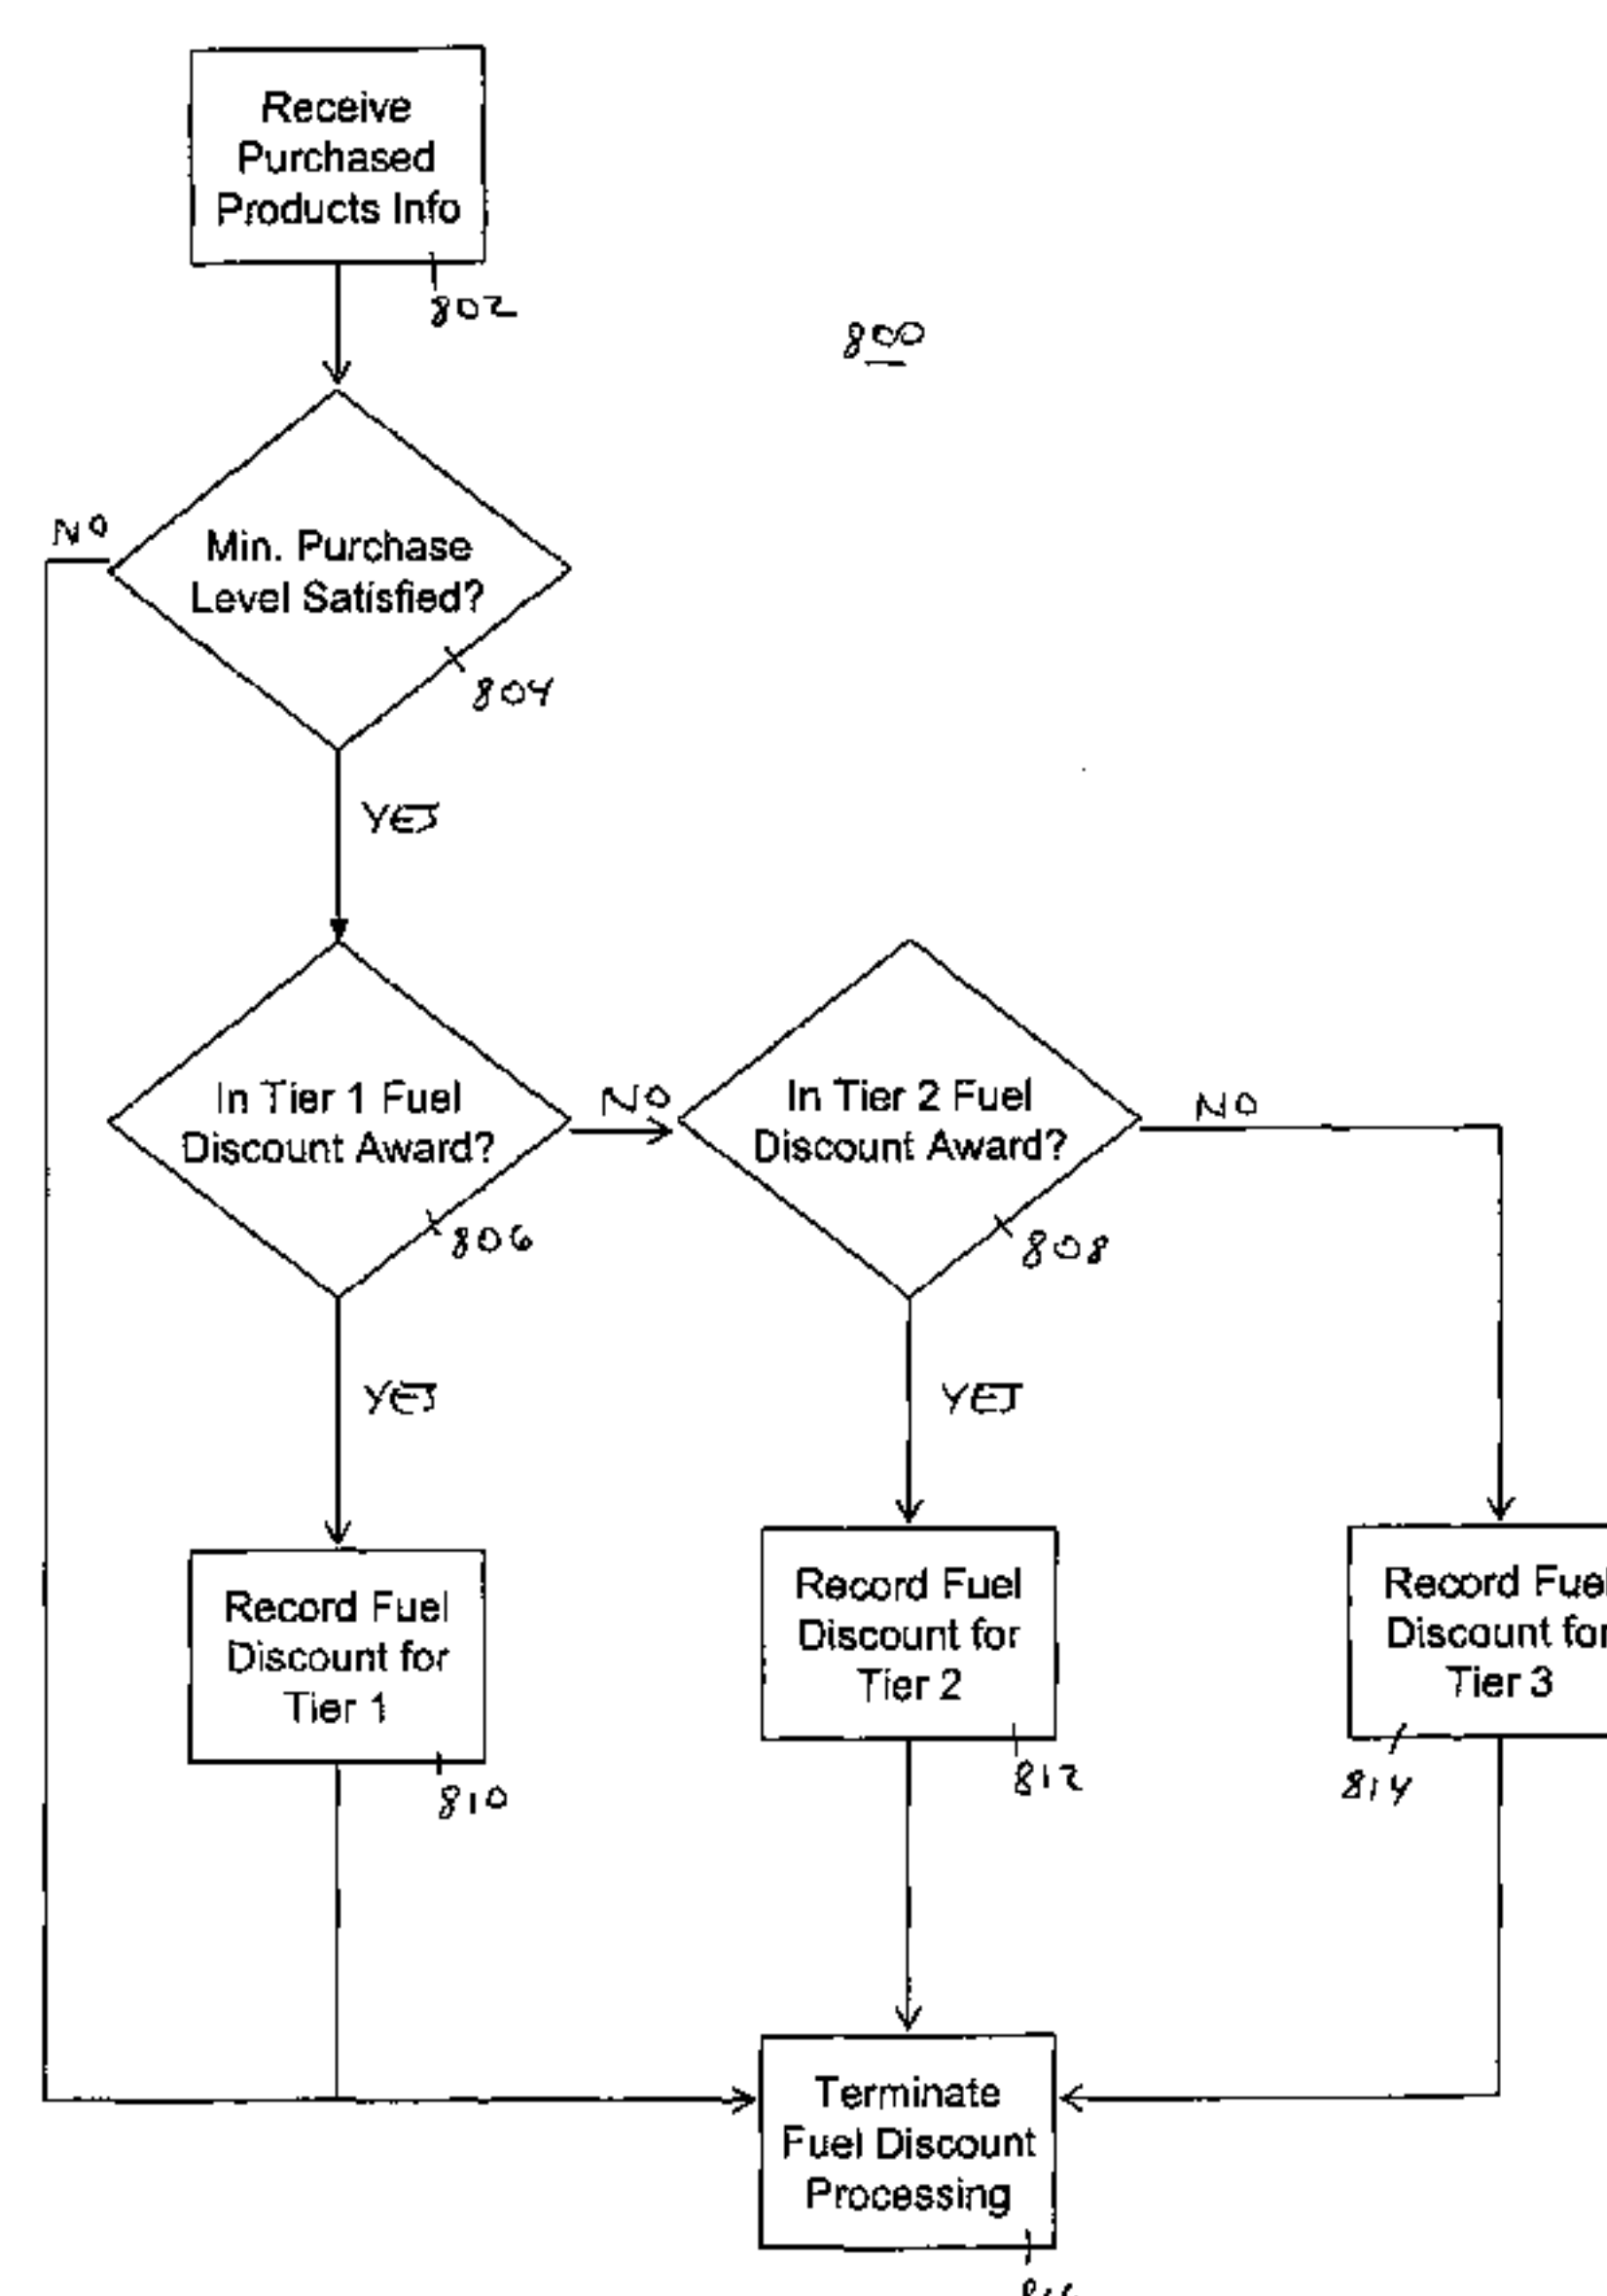 Receive
Purchased
Products Info
802
800
NO
Min. Purchase
Level Satisfied?
804
YES
In Tier 1 Fuel
Discount Award?
806
NO
In Tier 2 Fuel
Discount Award?
808
NO
YES
YES
Record Fuel
Discount for
Tier 1
810
Record Fuel
Discount for
Tier 2
812
Record Fuel
Discount for
Tier 3
814
Terminate
Fuel Discount
Processing